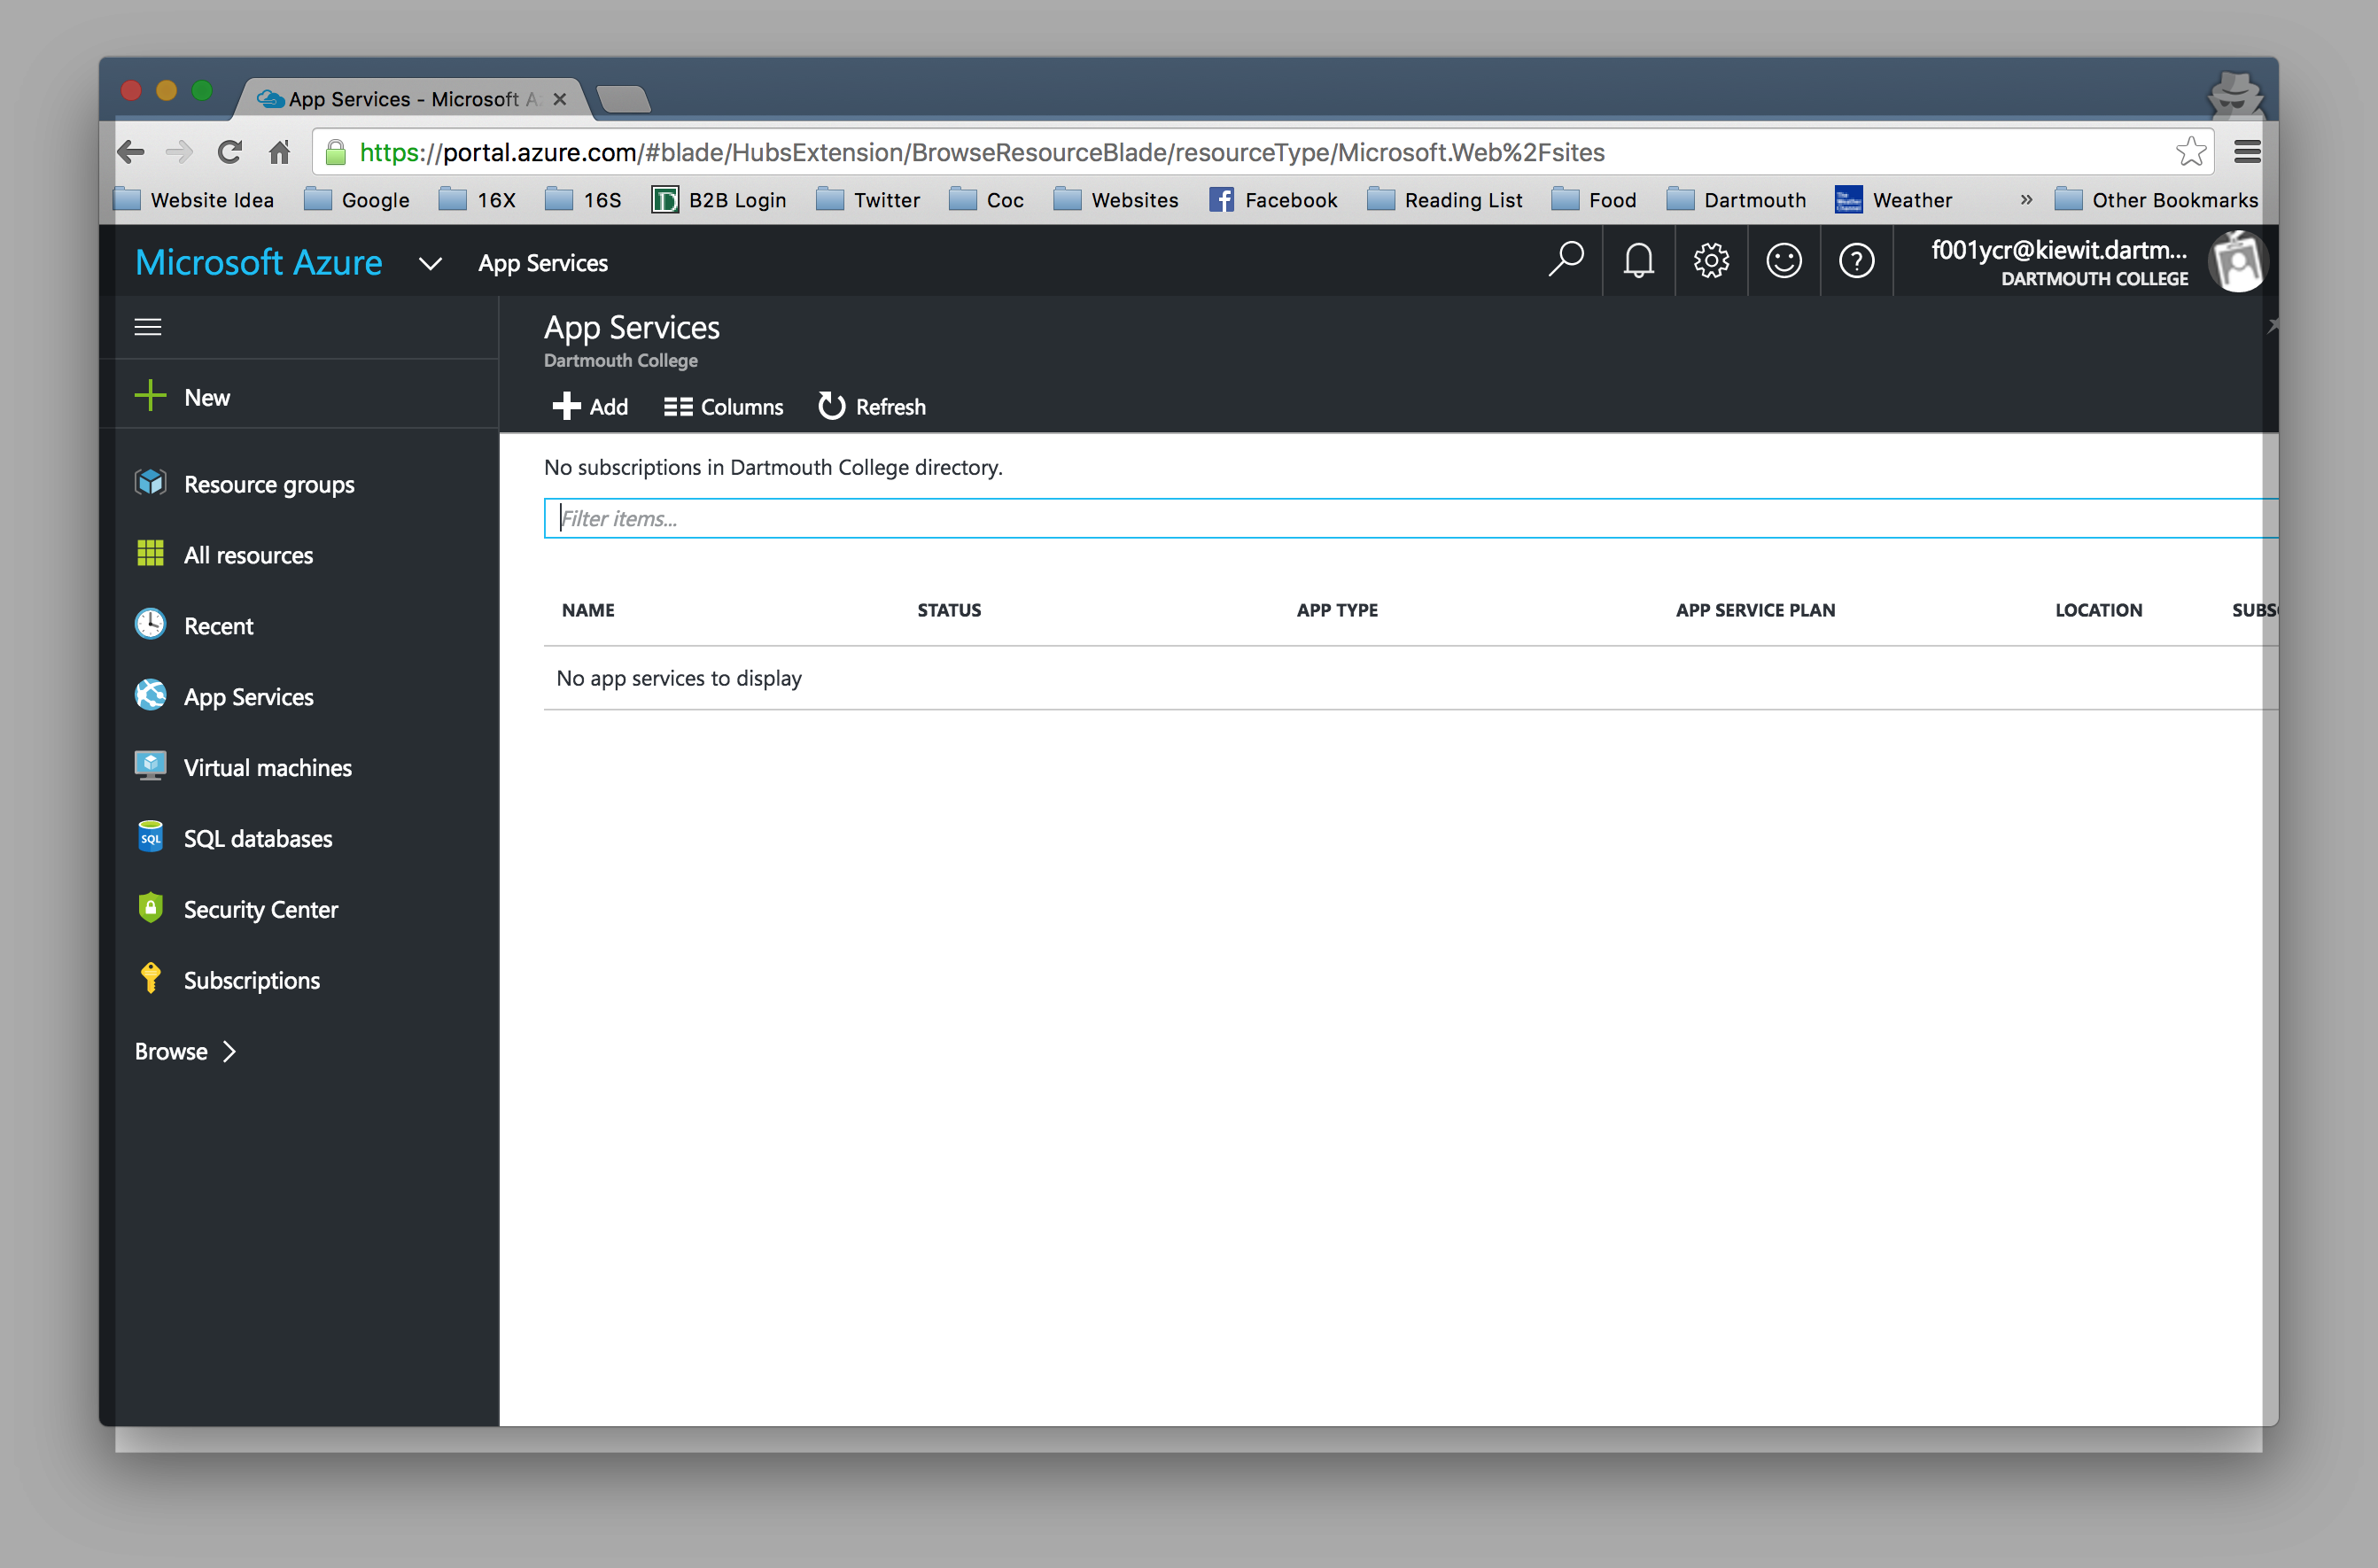 App Services - Microsoft A
https://portal.azure.com/#blade/HubsExtension/BrowseResourceBlade/resourceType/Microsoft.Web%2Fsites
Website Idea Google 16X 16S B2B Login Twitter Coc Websites Facebook Reading List Food Dartmouth Weather » Other Bookmarks
Microsoft Azure App Services f001ycr@kiewit.dartm...
DARTMOUTH COLLEGE
App Services
Dartmouth College
Add Columns Refresh
New
Resource groups
All resources
Recent
App Services
Virtual machines
SQL databases
Security Center
Subscriptions
Browse
No subscriptions in Dartmouth College directory.
Filter items...
NAME STATUS APP TYPE APP SERVICE PLAN LOCATION SUBS
No app services to display